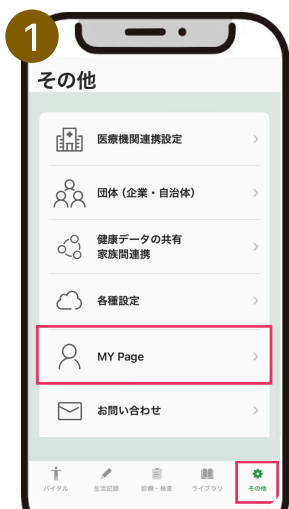 1
その他
医療機関連携設定
団体（企業・自治体）
健康データの共有
家族間連携
各種設定
MY Page
お問い合わせ
バイタル
生活記録
診療・検査
ライブラリ
その他